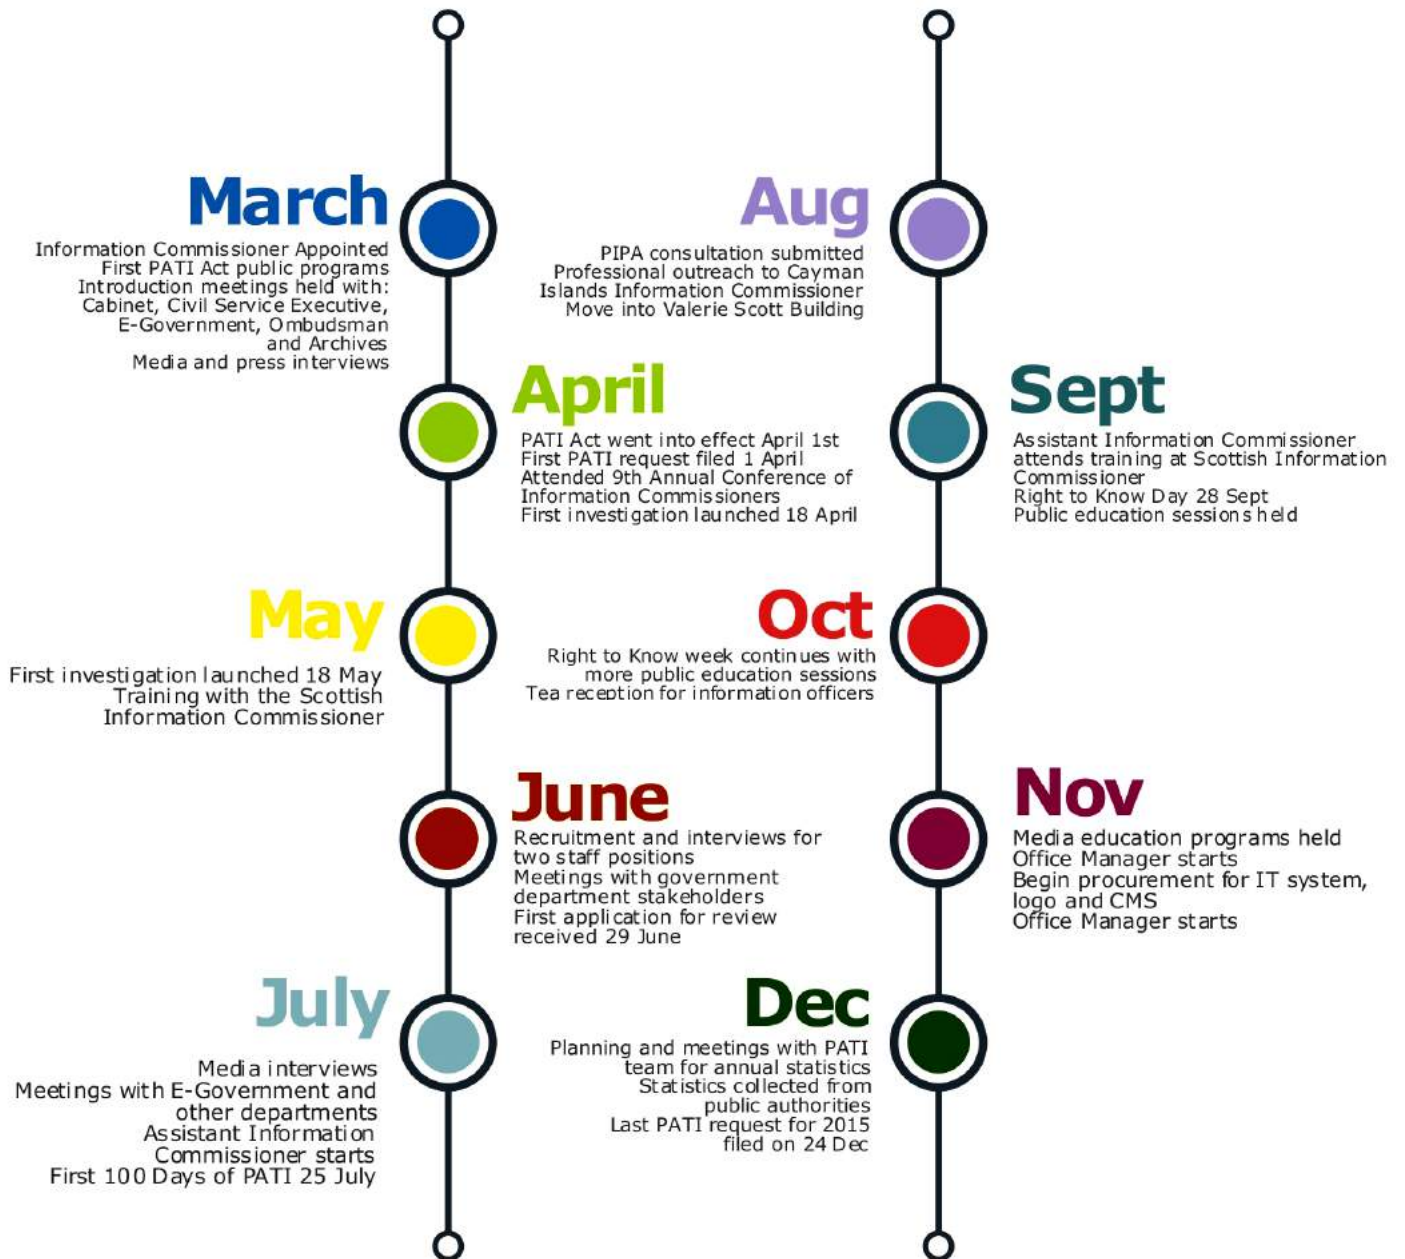 March
Information Commissioner Appointed
First PATI Act public programs
Introduction meetings held with:
Cabinet, Civil Service Executive,
E-Government, Ombudsman
and Archives
Media and press interviews
April
PATI Act went into effect April 1st
First PATI request filed 1 April
Attended 9th Annual Conference of
Information Commissioners
First investigation launched 18 April
May
First investigation launched 18 May
Training with the Scottish
Information Commissioner
June
Recruitment and interviews for
two staff positions
Meetings with government
department stakeholders
First application for review
received 29 June
July
Media interviews
Meetings with E-Government and
other departments
Assistant Information
Commissioner starts
First 100 Days of PATI 25 July
Aug
PIPA consultation submitted
Professional outreach to Cayman
Islands Information Commissioner
Move into Valerie Scott Building
Sept
Assistant Information Commissioner
attends training at Scottish Information
Commissioner
Right to Know Day 28 Sept
Public education sessions held
Oct
Right to Know week continues with
more public education sessions
Tea reception for information officers
Nov
Media education programs held
Office Manager starts
Begin procurement for IT system,
logo and CMS
Office Manager starts
Dec
Planning and meetings with PATI
team for annual statistics
Statistics collected from
public authorities
Last PATI request for 2015
filed on 24 Dec